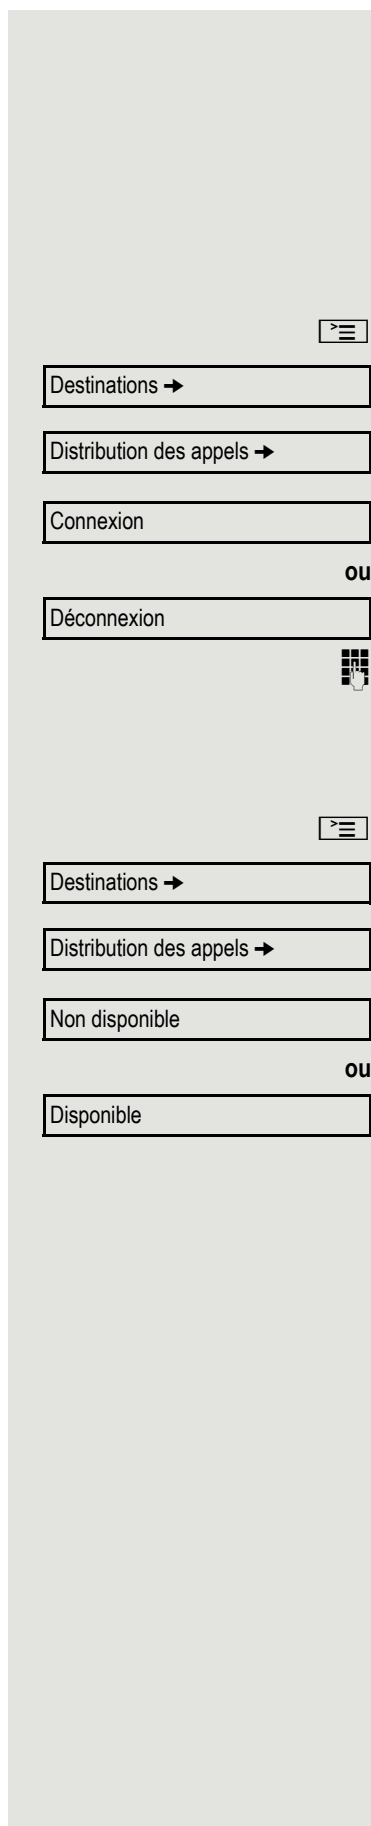 Destinations ➜
Distribution des appels ➜
Connexion
ou
Déconnexion
Destinations ➜
Distribution des appels ➜
Non disponible
ou
Disponible